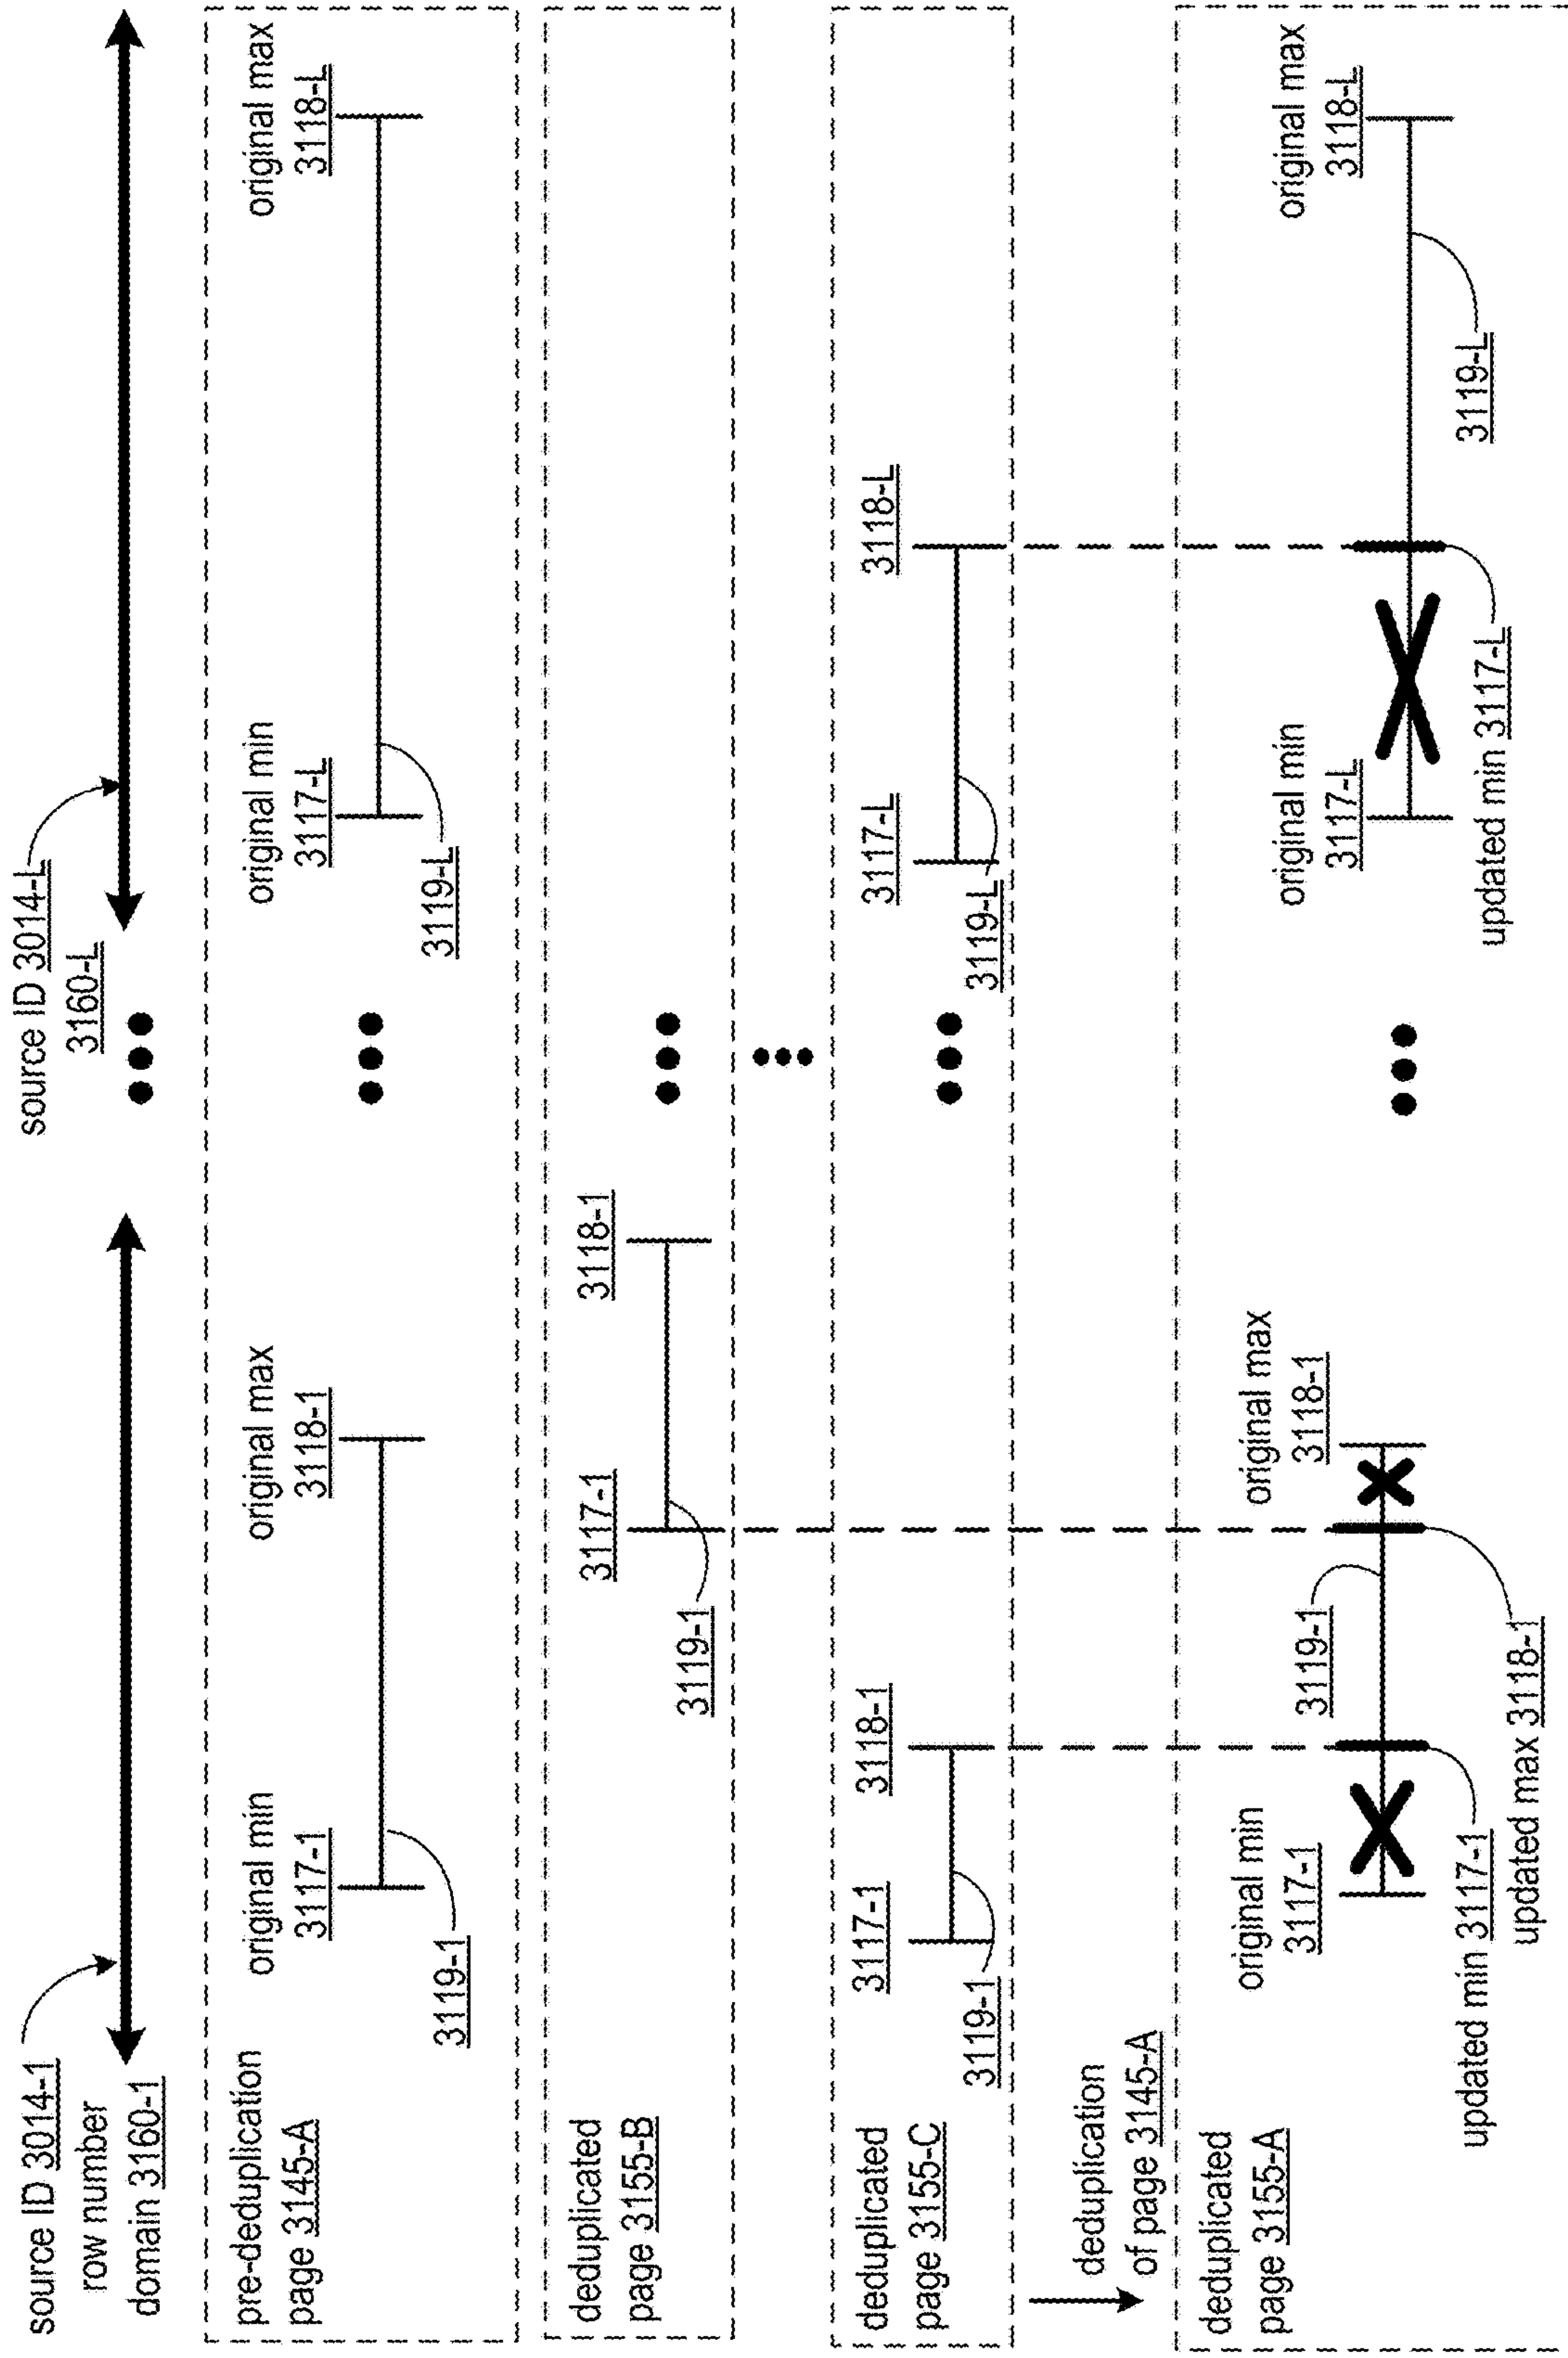 source ID 3014-1
row number
domain 3160-1
source ID 3014-L
3160-L
pre-deduplication
page 3145-A
original min
3117-1
original max
3118-1
3119-1
original min
3117-L
original max
3118-L
3119-L
deduplicated
page 3155-B
3117-1
3118-1
3119-1
deduplicated
page 3155-C
3117-1
3118-1
3119-1
3117-L
3118-L
3119-L
deduplication
of page 3145-A
deduplicated
page 3155-A
original min
3117-1
original max
3118-1
3119-1
updated min 3117-1
updated max 3118-1
original min
3117-L
original max
3118-L
3119-L
updated min 3117-L